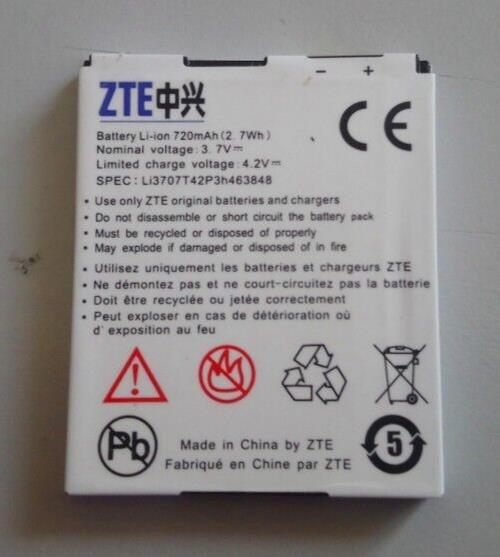 − +
ZTE中兴
CE
Battery Li-ion 720mAh(2.7Wh)
Nominal voltage: 3.7V⎓
Limited charge voltage: 4.2V⎓
SPEC: Li3707T42P3h463848
• Use only ZTE original batteries and chargers
• Do not disassemble or short circuit the battery pack
• Must be recycled or disposed of properly
• May explode if damaged or disposed of in fire
• Utilisez uniquement les batteries et chargeurs ZTE
• Ne démontez pas et ne court-circuitez pas la batterie
• Doit être recyclée ou jetée correctement
• Peut exploser en cas de détérioration où
d' exposition au feu
Pb
Made in China by ZTE
Fabriqué en Chine par ZTE
5